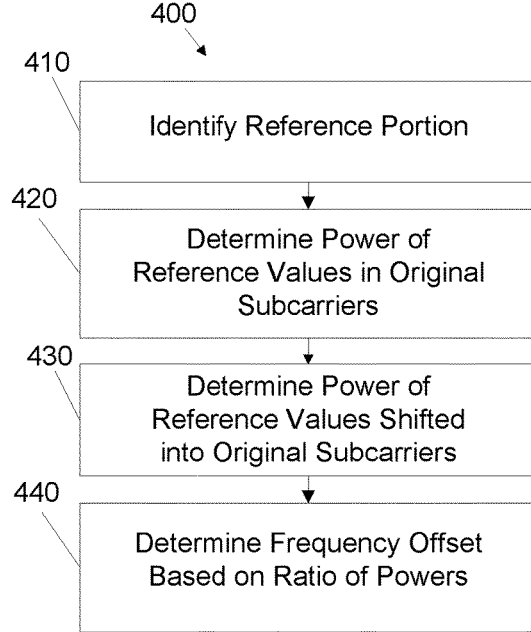 400
410
Identify Reference Portion
420
Determine Power of
Reference Values in Original
Subcarriers
430
Determine Power of
Reference Values Shifted
into Original Subcarriers
440
Determine Frequency Offset
Based on Ratio of Powers